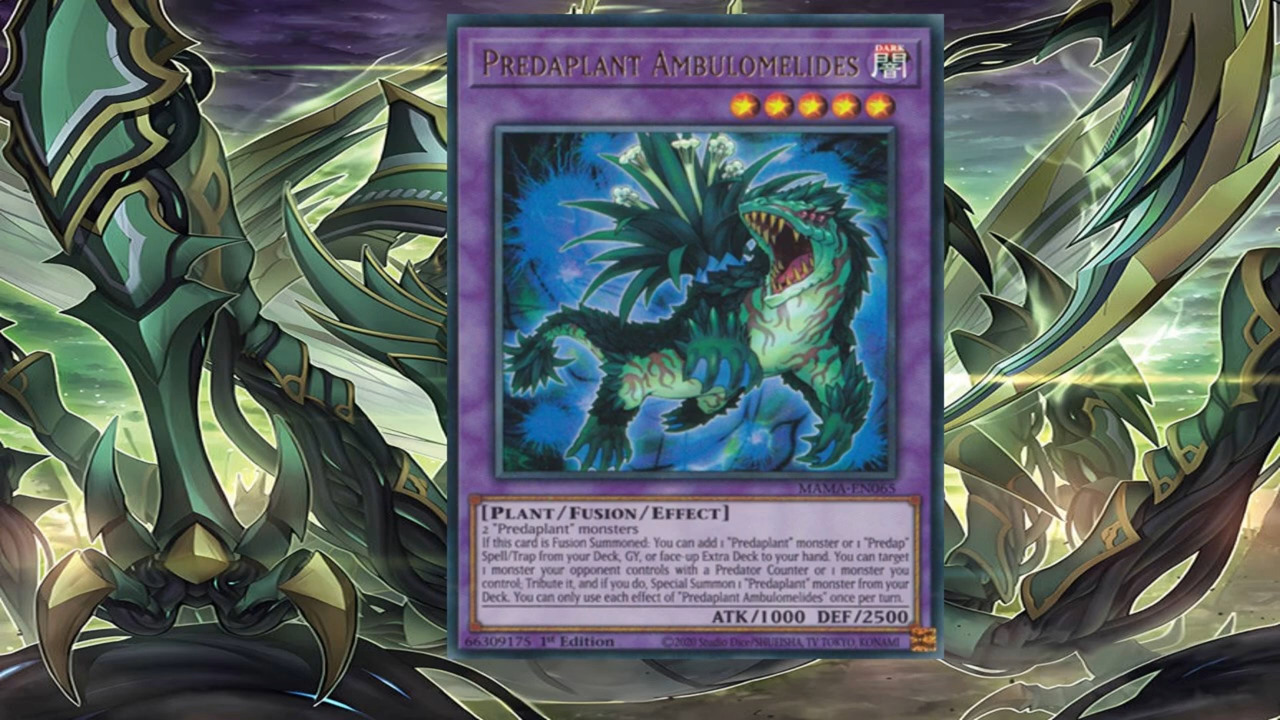 PREDAPLANT AMBULOMELIDES
DARK
闇
MAMA-EN065
[PLANT/FUSION/EFFECT]
2 "Predaplant" monsters
If this card is Fusion Summoned: You can add 1 "Predaplant" monster or 1 "Predap"
Spell/Trap from your Deck, GY, or face-up Extra Deck to your hand. You can target
1 monster your opponent controls with a Predator Counter or 1 monster you
control; Tribute it, and if you do, Special Summon 1 "Predaplant" monster from your
Deck. You can only use each effect of "Predaplant Ambulomelides" once per turn.
ATK/1000 DEF/2500
66309175 1st Edition ©2020 Studio Dice/SHUEISHA, TV TOKYO, KONAMI